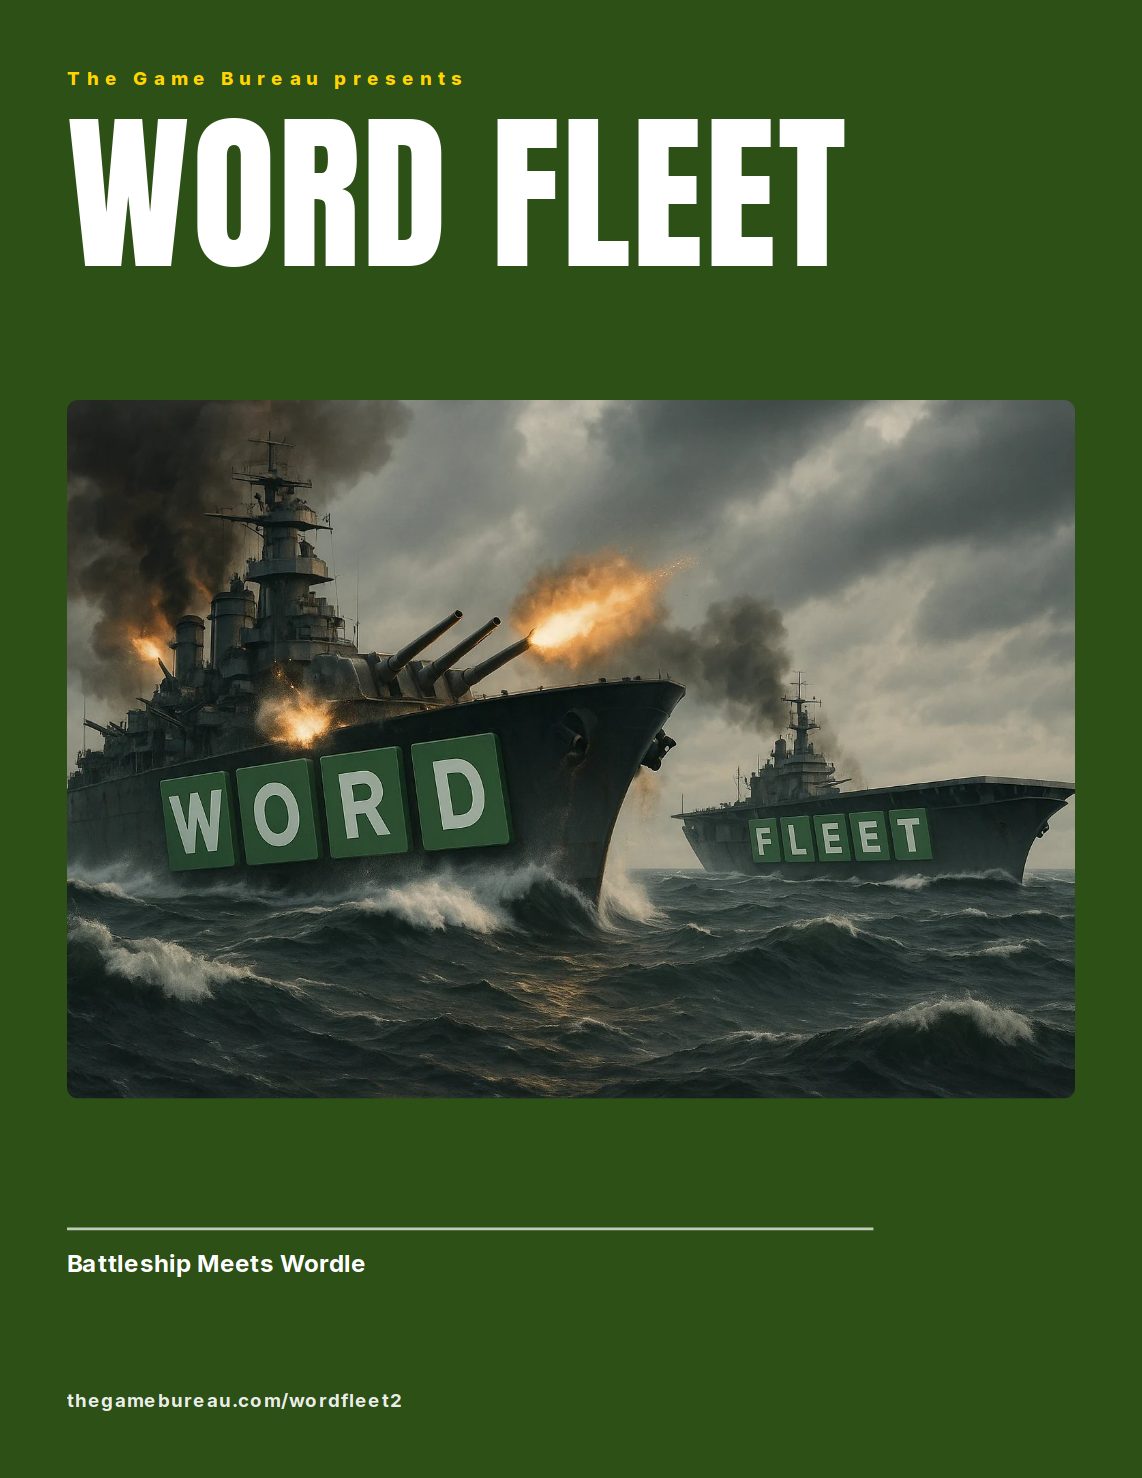 The Game Bureau presents
WORD FLEET
WORD
FLEET
Battleship Meets Wordle
thegamebureau.com/wordfleet2